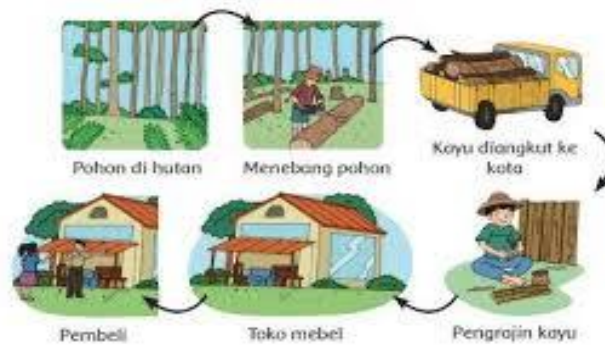 Pohon di hutan
Menebang pohon
Kayu diangkut ke
kota
Pengrajin kayu
Toko mebel
Pembeli